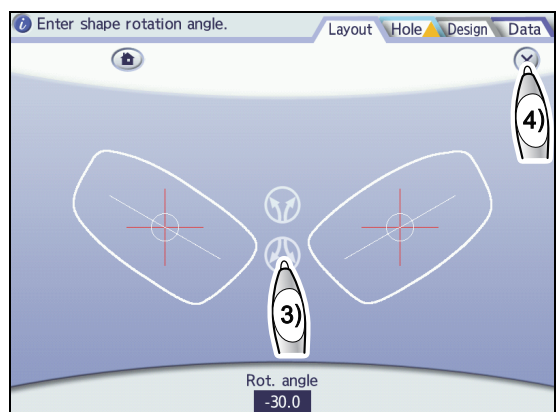 Enter shape rotation angle.
Layout Hole Design Data
4)
3)
Rot. angle
-30.0